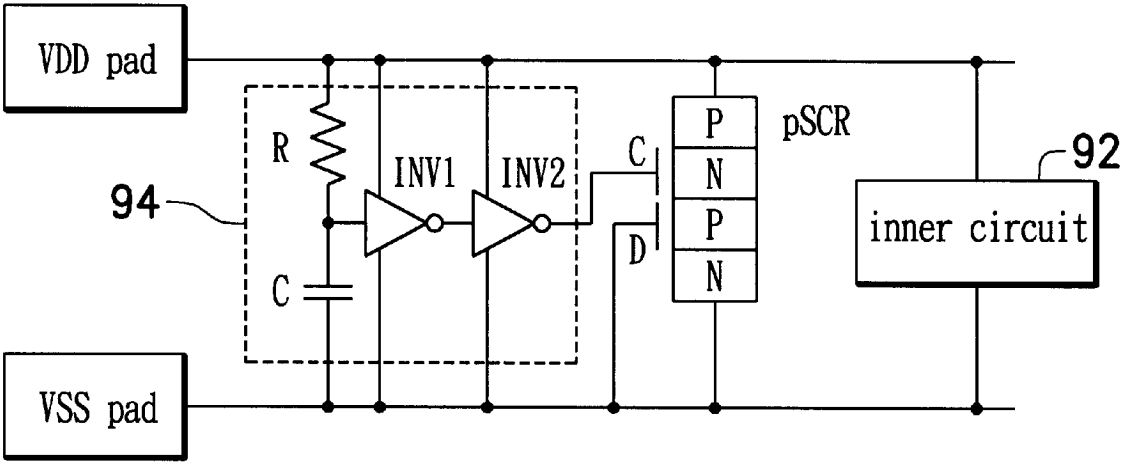 VDD pad
R
C
94
INV1
INV2
C
D
P
N
P
N
pSCR
92
inner circuit
VSS pad